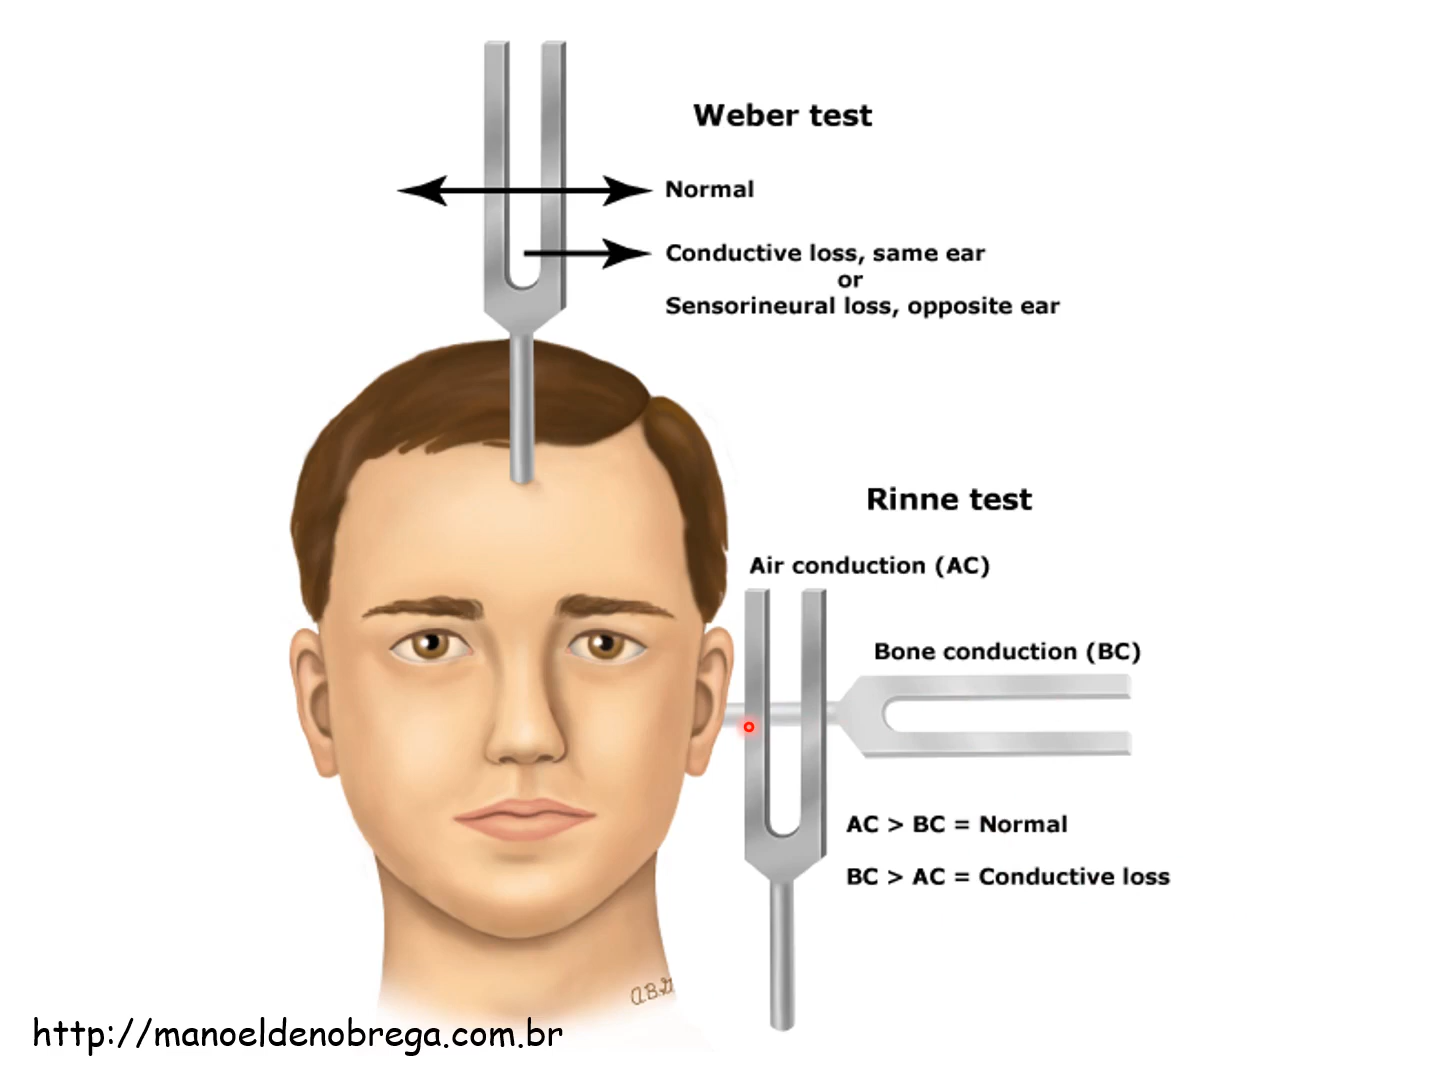 Weber test
Normal
Conductive loss, same ear
or
Sensorineural loss, opposite ear
Rinne test
Air conduction (AC)
Bone conduction (BC)
AC > BC = Normal
BC > AC = Conductive loss
http://manoeldenobrega.com.br